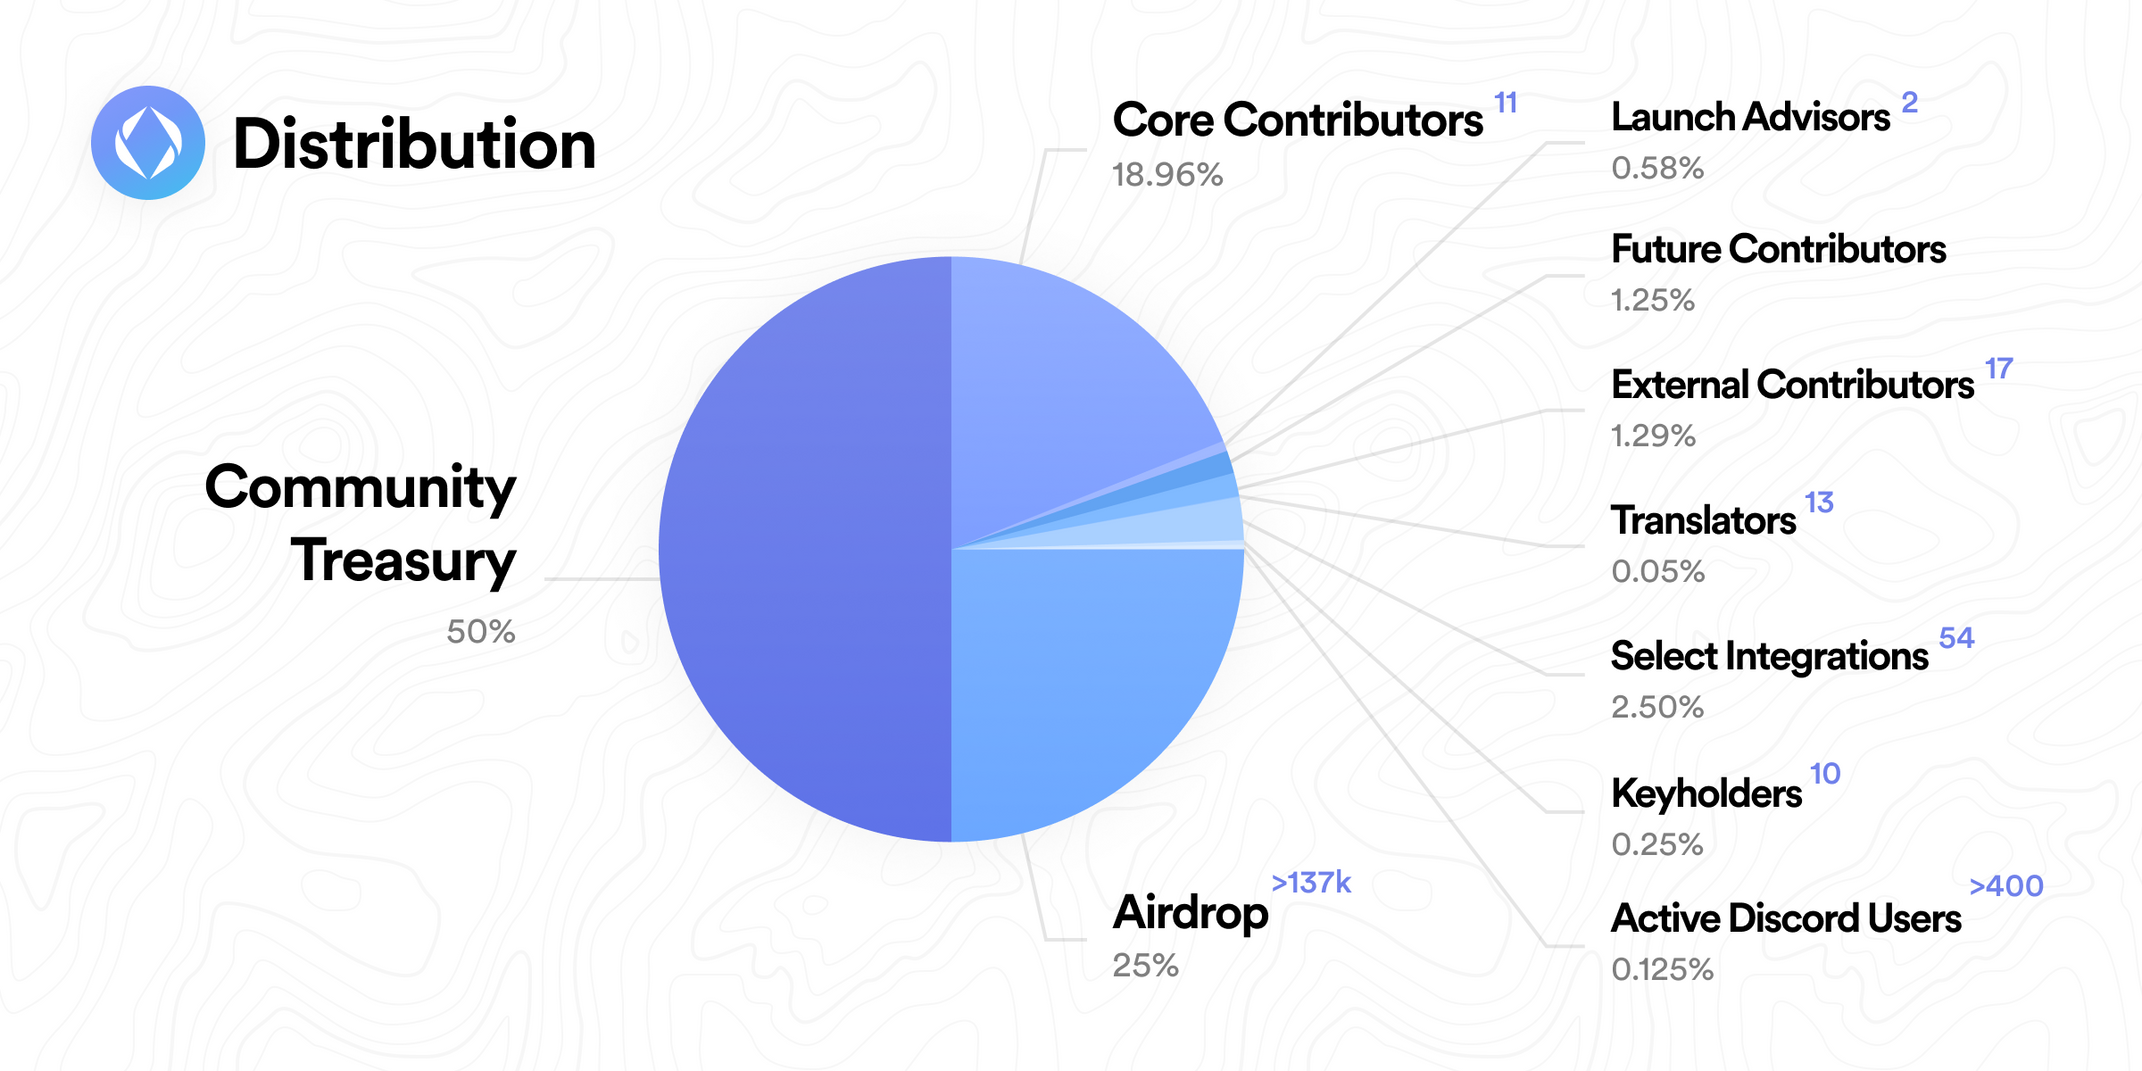 Distribution
Community
Treasury
50%
Core Contributors 11
18.96%
Airdrop >137k
25%
Launch Advisors 2
0.58%
Future Contributors
1.25%
External Contributors 17
1.29%
Translators 13
0.05%
Select Integrations 54
2.50%
Keyholders 10
0.25%
Active Discord Users >400
0.125%